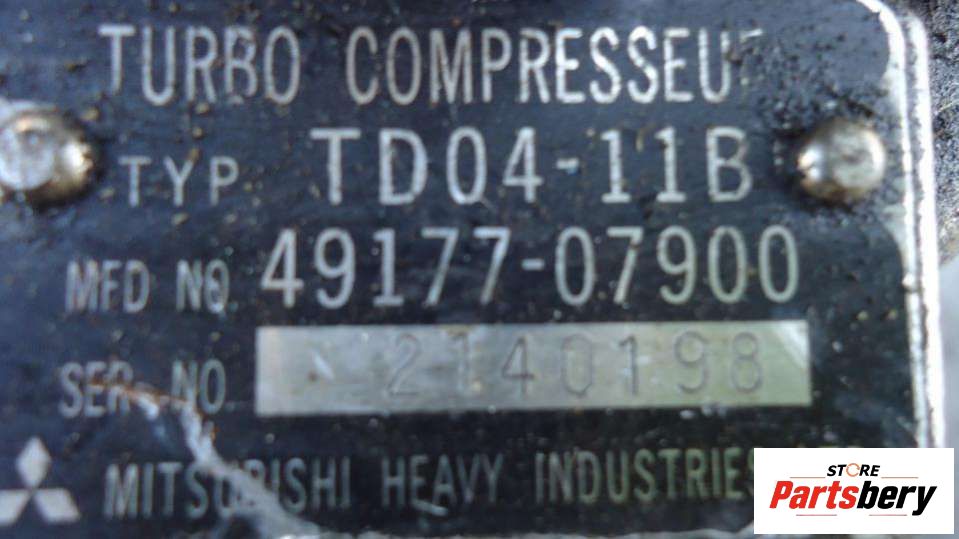 TURBO COMPRESSEUR
TYP TD04-11B
MFD NO 49177-07900
SER NO 2140198
MITSUBISHI HEAVY INDUSTRIES
STORE
Partsbery